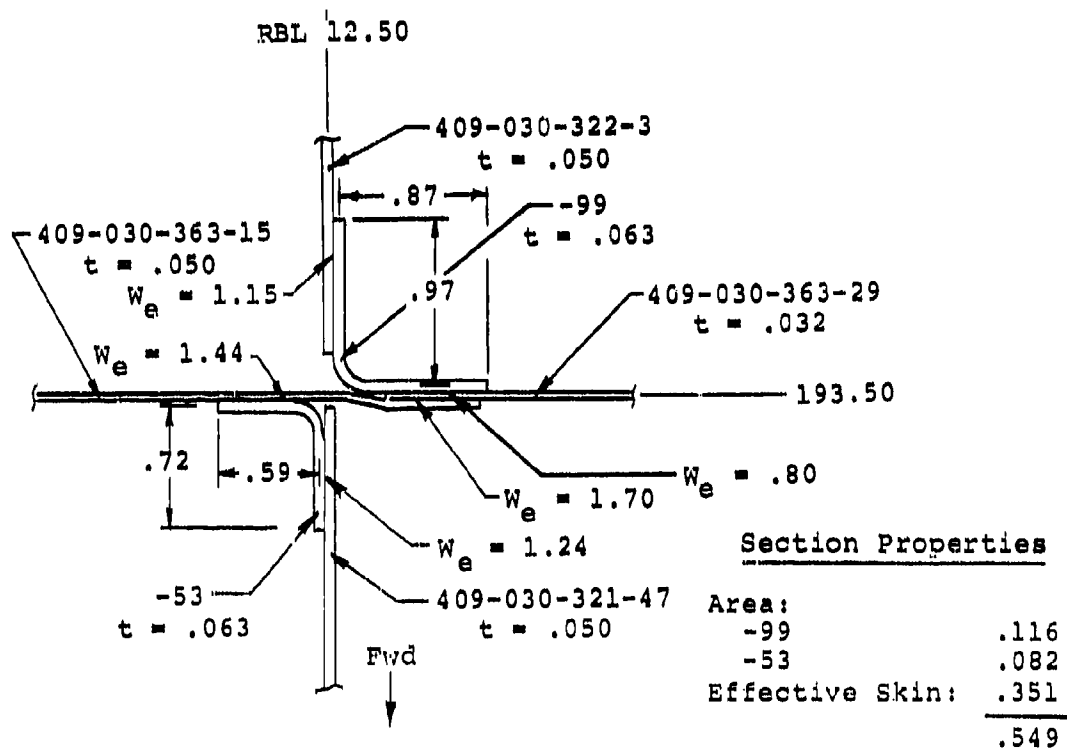 RBL 12.50
409-030-322-3
t = .050
.87
-99
t = .063
409-030-363-15
t = .050
We = 1.15
.97
409-030-363-29
t = .032
We = 1.44
193.50
.72
.59
We = .80
We = 1.70
We = 1.24
Section Properties
-53
t = .063
409-030-321-47
t = .050
Fwd
Area:
-99 .116
-53 .082
Effective Skin: .351
.549